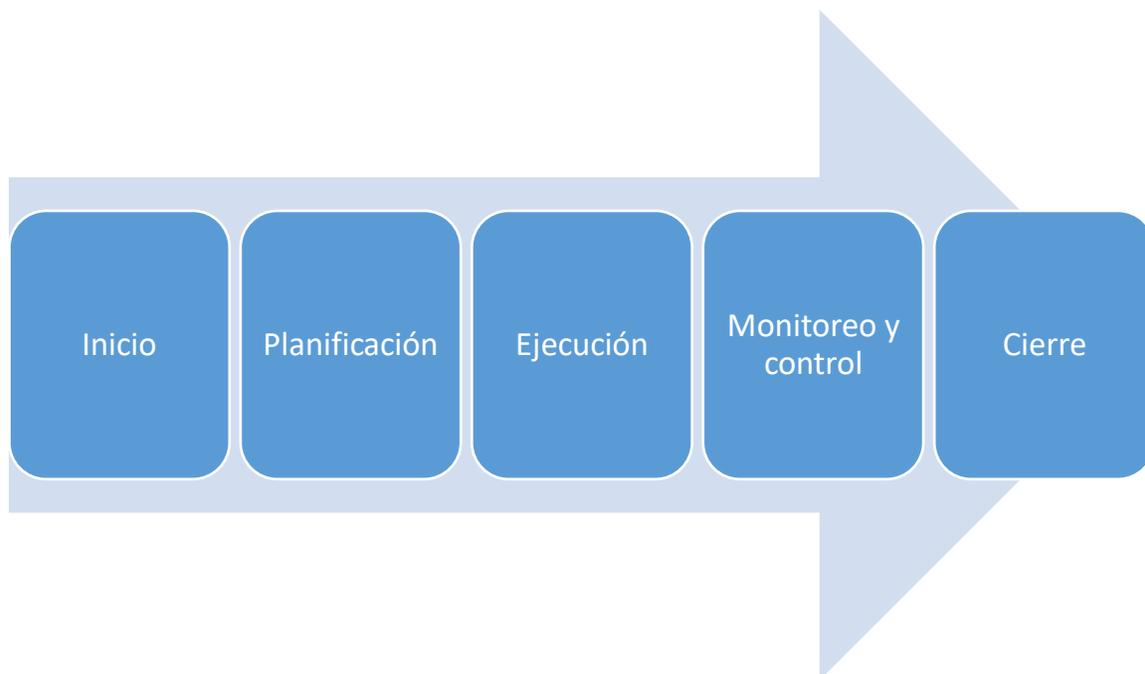 Inicio
Planificación
Ejecución
Monitoreo y
control
Cierre